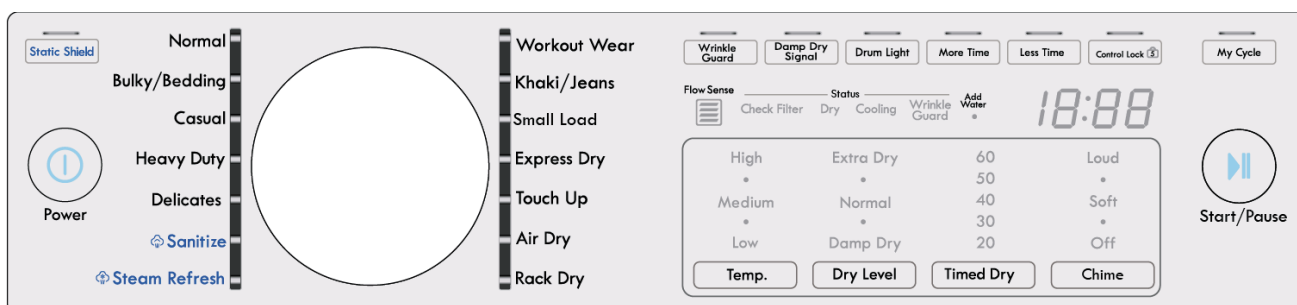 Static Shield
Power
Normal
Bulky/Bedding
Casual
Heavy Duty
Delicates
Sanitize
Steam Refresh
Workout Wear
Khaki/Jeans
Small Load
Express Dry
Touch Up
Air Dry
Rack Dry
Wrinkle
Guard
Damp Dry
Signal
Drum Light
More Time
Less Time
Control Lock
My Cycle
Flow Sense
Status
Check Filter
Dry
Cooling
Wrinkle
Guard
Add
Water
18:88
High
Medium
Low
Temp.
Extra Dry
Normal
Damp Dry
Dry Level
60
50
40
30
20
Timed Dry
Loud
Soft
Off
Chime
Start/Pause